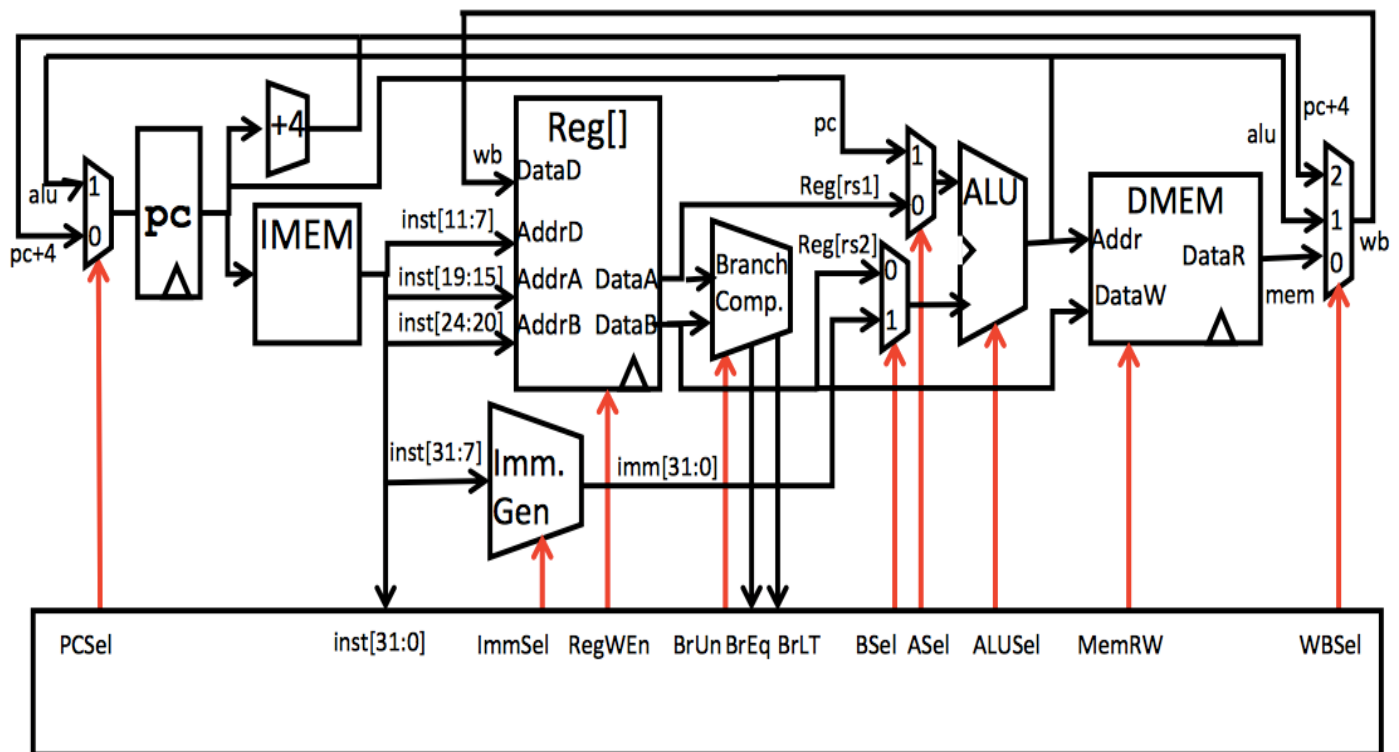 pc+4
alu
wb
DataD
Reg[]
pc
Reg[rs1]
Reg[rs2]
1
0
alu
pc+4
pc
+4
IMEM
inst[11:7]
inst[19:15]
inst[24:20]
AddrD
AddrA
AddrB
DataA
DataB
Branch
Comp.
1
0
0
1
ALU
DMEM
Addr
DataW
DataR
mem
2
1
0
wb
inst[31:7]
Imm.
Gen
imm[31:0]
PCSel
inst[31:0]
ImmSel
RegWEn
BrUn
BrEq
BrLT
BSel
ASel
ALUSel
MemRW
WBSel